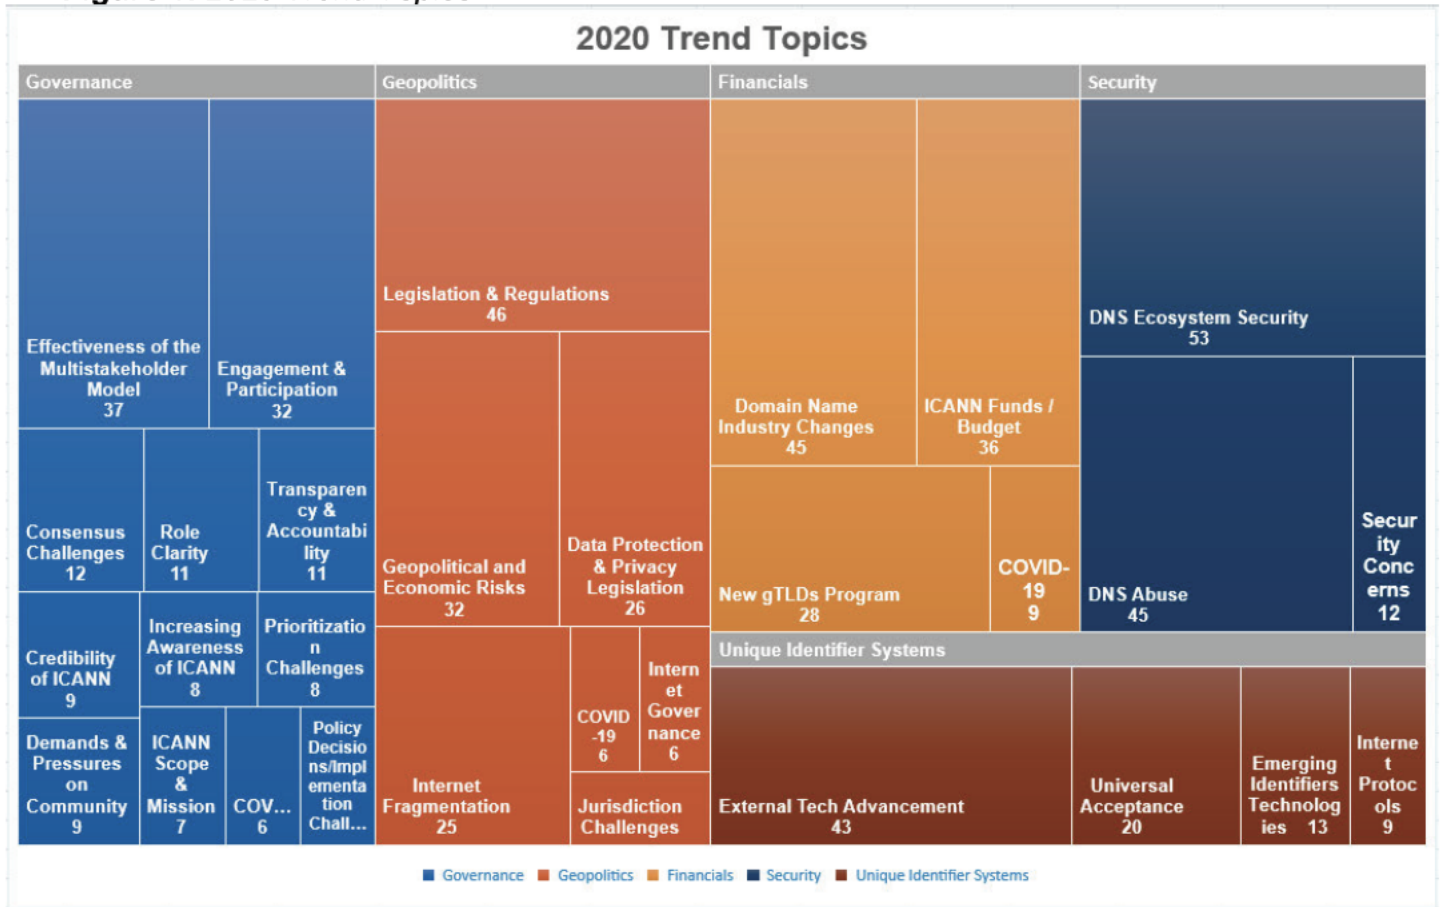 2020 Trend Topics
Governance
Effectiveness of the
Multistakeholder
Model
37
Engagement &
Participation
32
Consensus
Challenges
12
Role
Clarity
11
Transparen
cy &
Accountabi
lity
11
Credibility
of ICANN
9
Increasing
Awareness
of ICANN
8
Prioritizatio
n
Challenges
8
Demands &
Pressures
on
Community
9
ICANN
Scope
&
Mission
7
COV...
6
Policy
Decisio
ns/Impl
ementa
tion
Chall...
Geopolitics
Legislation & Regulations
46
Geopolitical and
Economic Risks
32
Data Protection
& Privacy
Legislation
26
Internet
Fragmentation
25
COVID
-19
6
Intern
et
Gover
nance
6
Jurisdiction
Challenges
Financials
Domain Name
Industry Changes
45
ICANN Funds /
Budget
36
New gTLDs Program
28
COVID-
19
9
Security
DNS Ecosystem Security
53
DNS Abuse
45
Secur
ity
Conc
erns
12
Unique Identifier Systems
External Tech Advancement
43
Universal
Acceptance
20
Emerging
Identifiers
Technolog
ies 13
Interne
t
Protoc
ols
9
Governance Geopolitics Financials Security Unique Identifier Systems